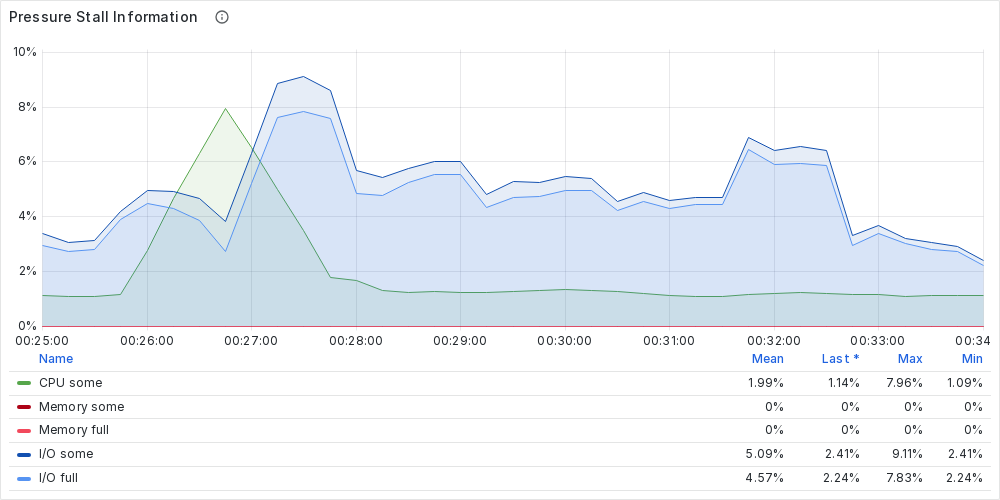 Pressure Stall Information
10%
8%
6%
4%
2%
0%
00:25:00 00:26:00 00:27:00 00:28:00 00:29:00 00:30:00 00:31:00 00:32:00 00:33:00 00:34
Name Mean Last * Max Min
CPU some 1.99% 1.14% 7.96% 1.09%
Memory some 0% 0% 0% 0%
Memory full 0% 0% 0% 0%
I/O some 5.09% 2.41% 9.11% 2.41%
I/O full 4.57% 2.24% 7.83% 2.24%